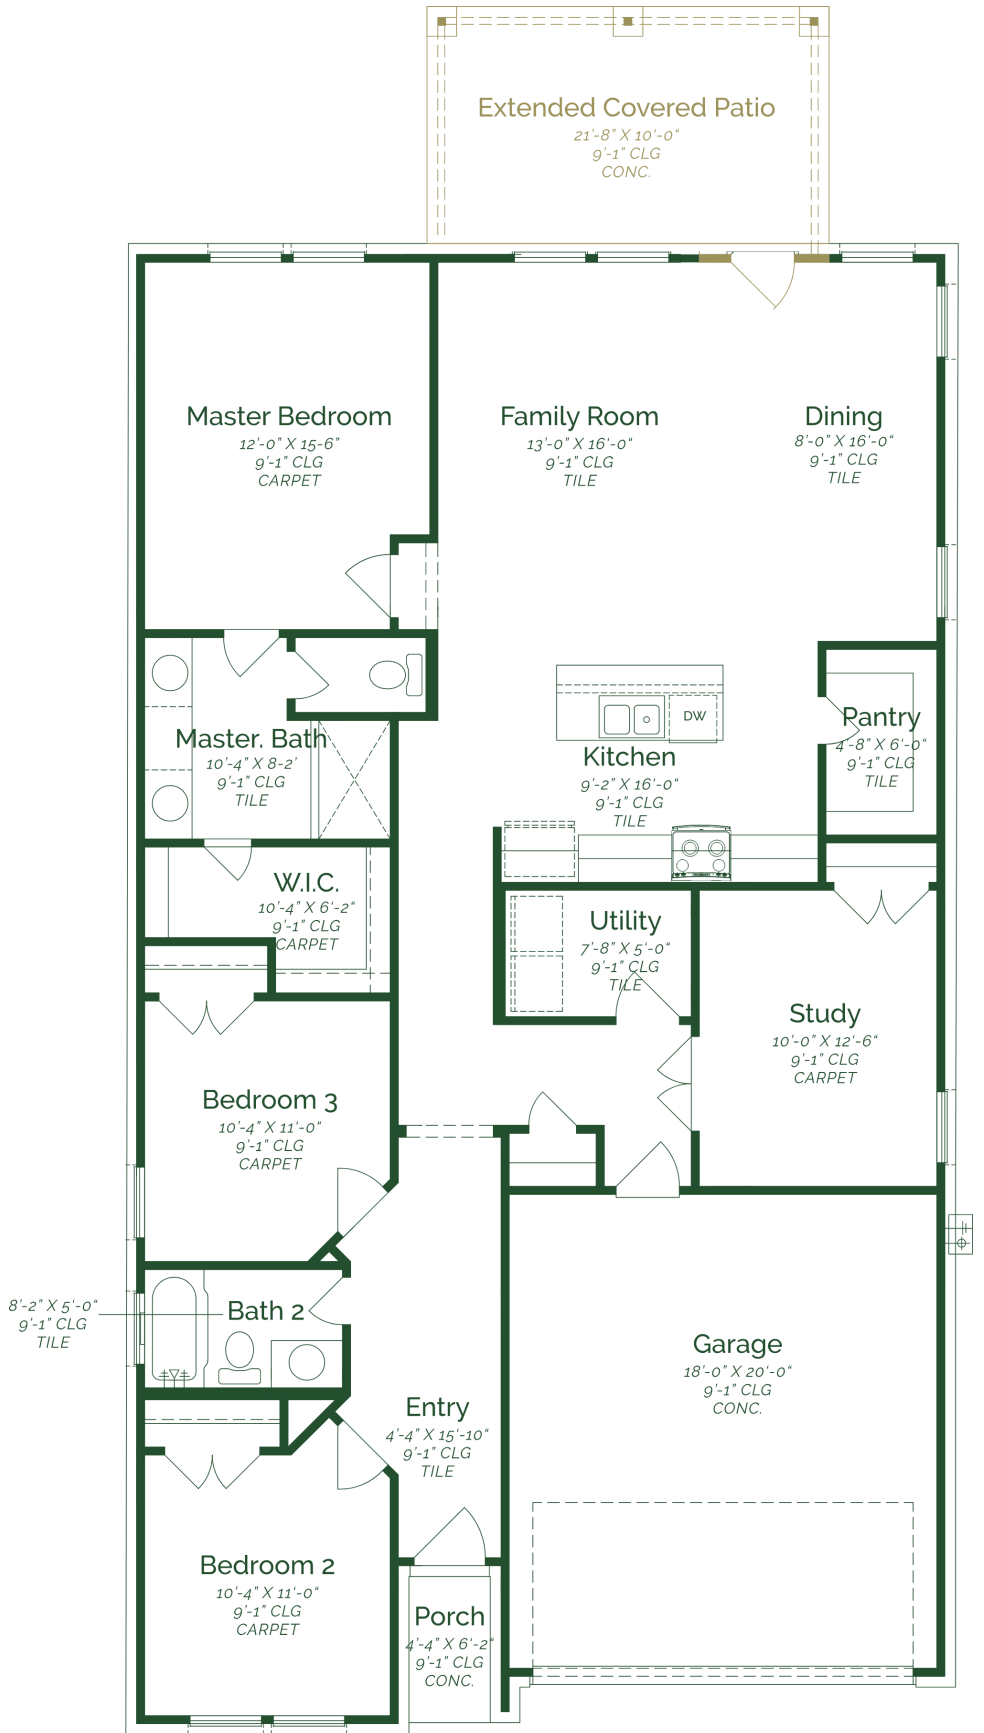 Extended Covered Patio
21'-8" X 10'-0"
9'-1" CLG
CONC.
Master Bedroom
12'-0" X 15-6"
9'-1" CLG
CARPET
Family Room
13'-0" X 16'-0"
9'-1" CLG
TILE
Dining
8'-0" X 16'-0"
9'-1" CLG
TILE
DW
Pantry
4'-8" X 6'-0"
9'-1" CLG
TILE
Master. Bath
10'-4" X 8-2'
9'-1" CLG
TILE
Kitchen
9'-2" X 16'-0"
9'-1" CLG
TILE
W.I.C.
10'-4" X 6'-2"
9'-1" CLG
CARPET
Utility
7'-8" X 5'-0"
9'-1" CLG
TILE
Study
10'-0" X 12'-6"
9'-1" CLG
CARPET
Bedroom 3
10'-4" X 11'-0"
9'-1" CLG
CARPET
8'-2" X 5'-0"
9'-1" CLG
TILE
Bath 2
Garage
18'-0" X 20'-0"
9'-1" CLG
CONC.
Entry
4'-4" X 15'-10"
9'-1" CLG
TILE
Bedroom 2
10'-4" X 11'-0"
9'-1" CLG
CARPET
Porch
4'-4" X 6'-2"
9'-1" CLG
CONC.